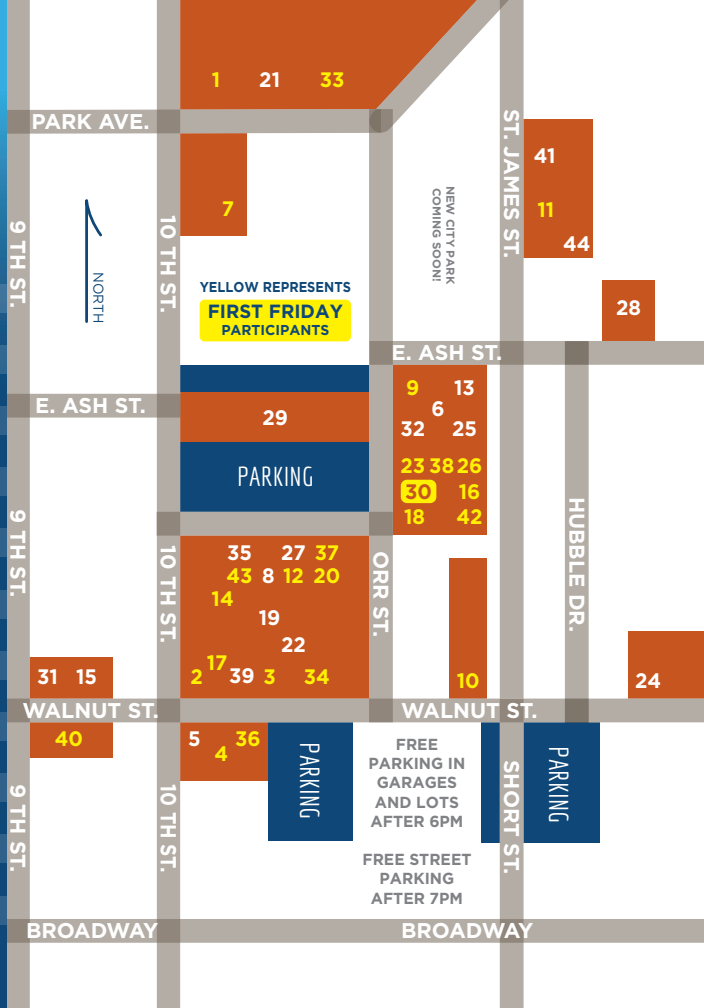 1 21 33
PARK AVE.
ST. JAMES ST.
41
11
44
7
NEW CITY PARK
COMING SOON!
9 TH ST.
NORTH
10 TH ST.
YELLOW REPRESENTS
FIRST FRIDAY
PARTICIPANTS
28
E. ASH ST.
E. ASH ST.
29
9 13
6
32 25
23 38 26
30 16
18 42
PARKING
9 TH ST.
10 TH ST.
35 27 37
43 8 12 20
14
19
22
17
2 39 3 34
ORR ST.
HUBBLE DR.
31 15
10
24
WALNUT ST.
WALNUT ST.
40
5 36
4
PARKING
FREE
PARKING IN
GARAGES
AND LOTS
AFTER 6PM
FREE STREET
PARKING
AFTER 7PM
SHORT ST.
PARKING
9 TH ST.
10 TH ST.
BROADWAY
BROADWAY